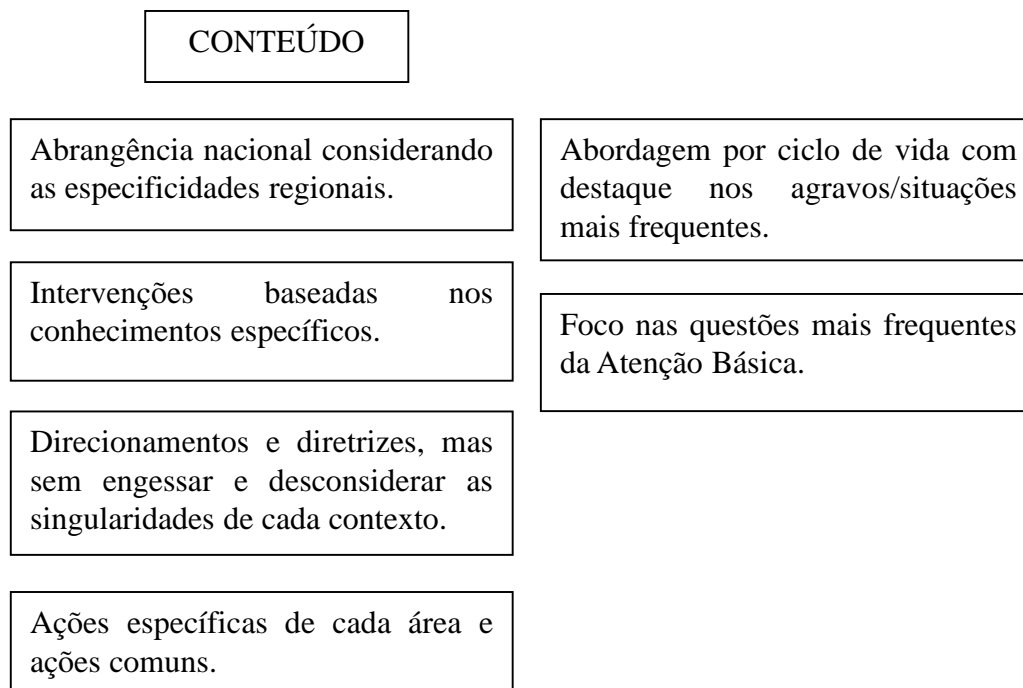 CONTEÚDO
Abrangência nacional considerando
as especificidades regionais.
Intervenções baseadas nos
conhecimentos específicos.
Direcionamentos e diretrizes, mas
sem engessar e desconsiderar as
singularidades de cada contexto.
Ações específicas de cada área e
ações comuns.
Abordagem por ciclo de vida com
destaque nos agravos/situações
mais frequentes.
Foco nas questões mais frequentes
da Atenção Básica.